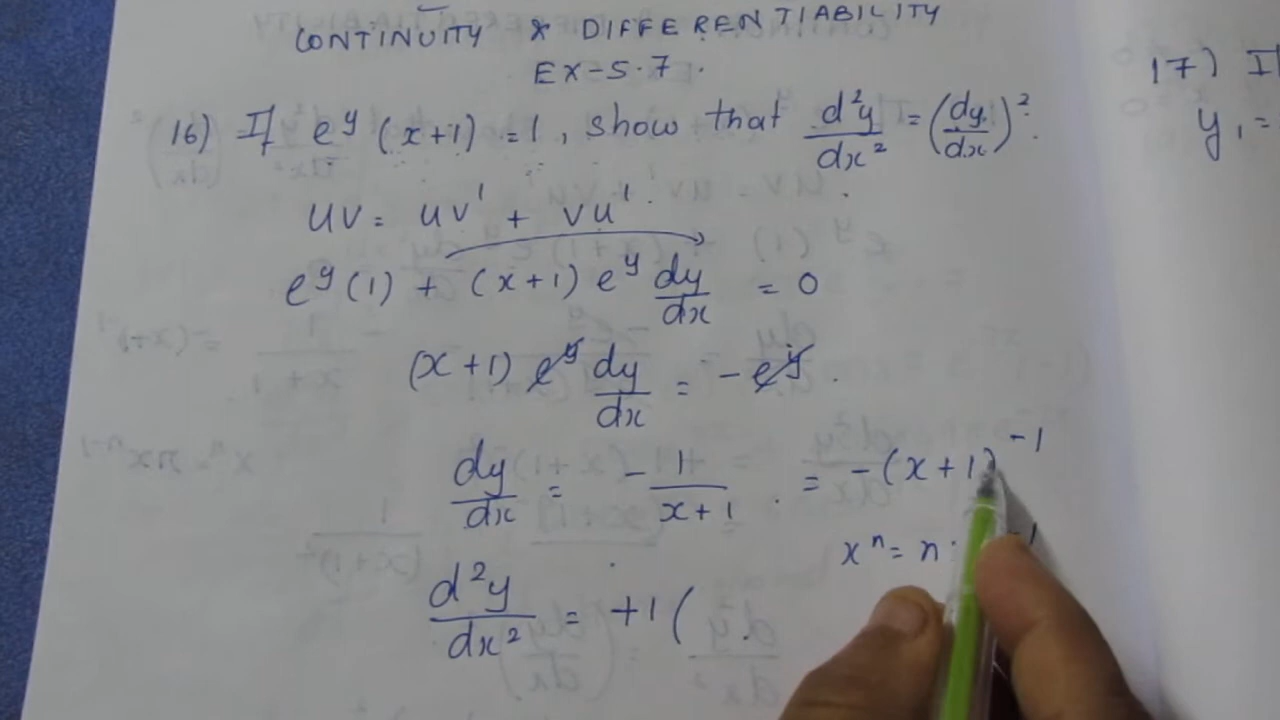 CONTINUITY & DIFFERENTIABILITY
EX-5.7.
16) If e^y (x+1) = 1, show that d²y/dx² = (dy/dx)².
uv = uv' + vu'.
e^y (1) + (x+1) e^y dy/dx = 0
(x+1) e^y dy/dx = -e^y.
dy/dx = -1/(x+1). = -(x+1)^-1
x^n = n.
d²y/dx² = +1(
17) If
y₁ =